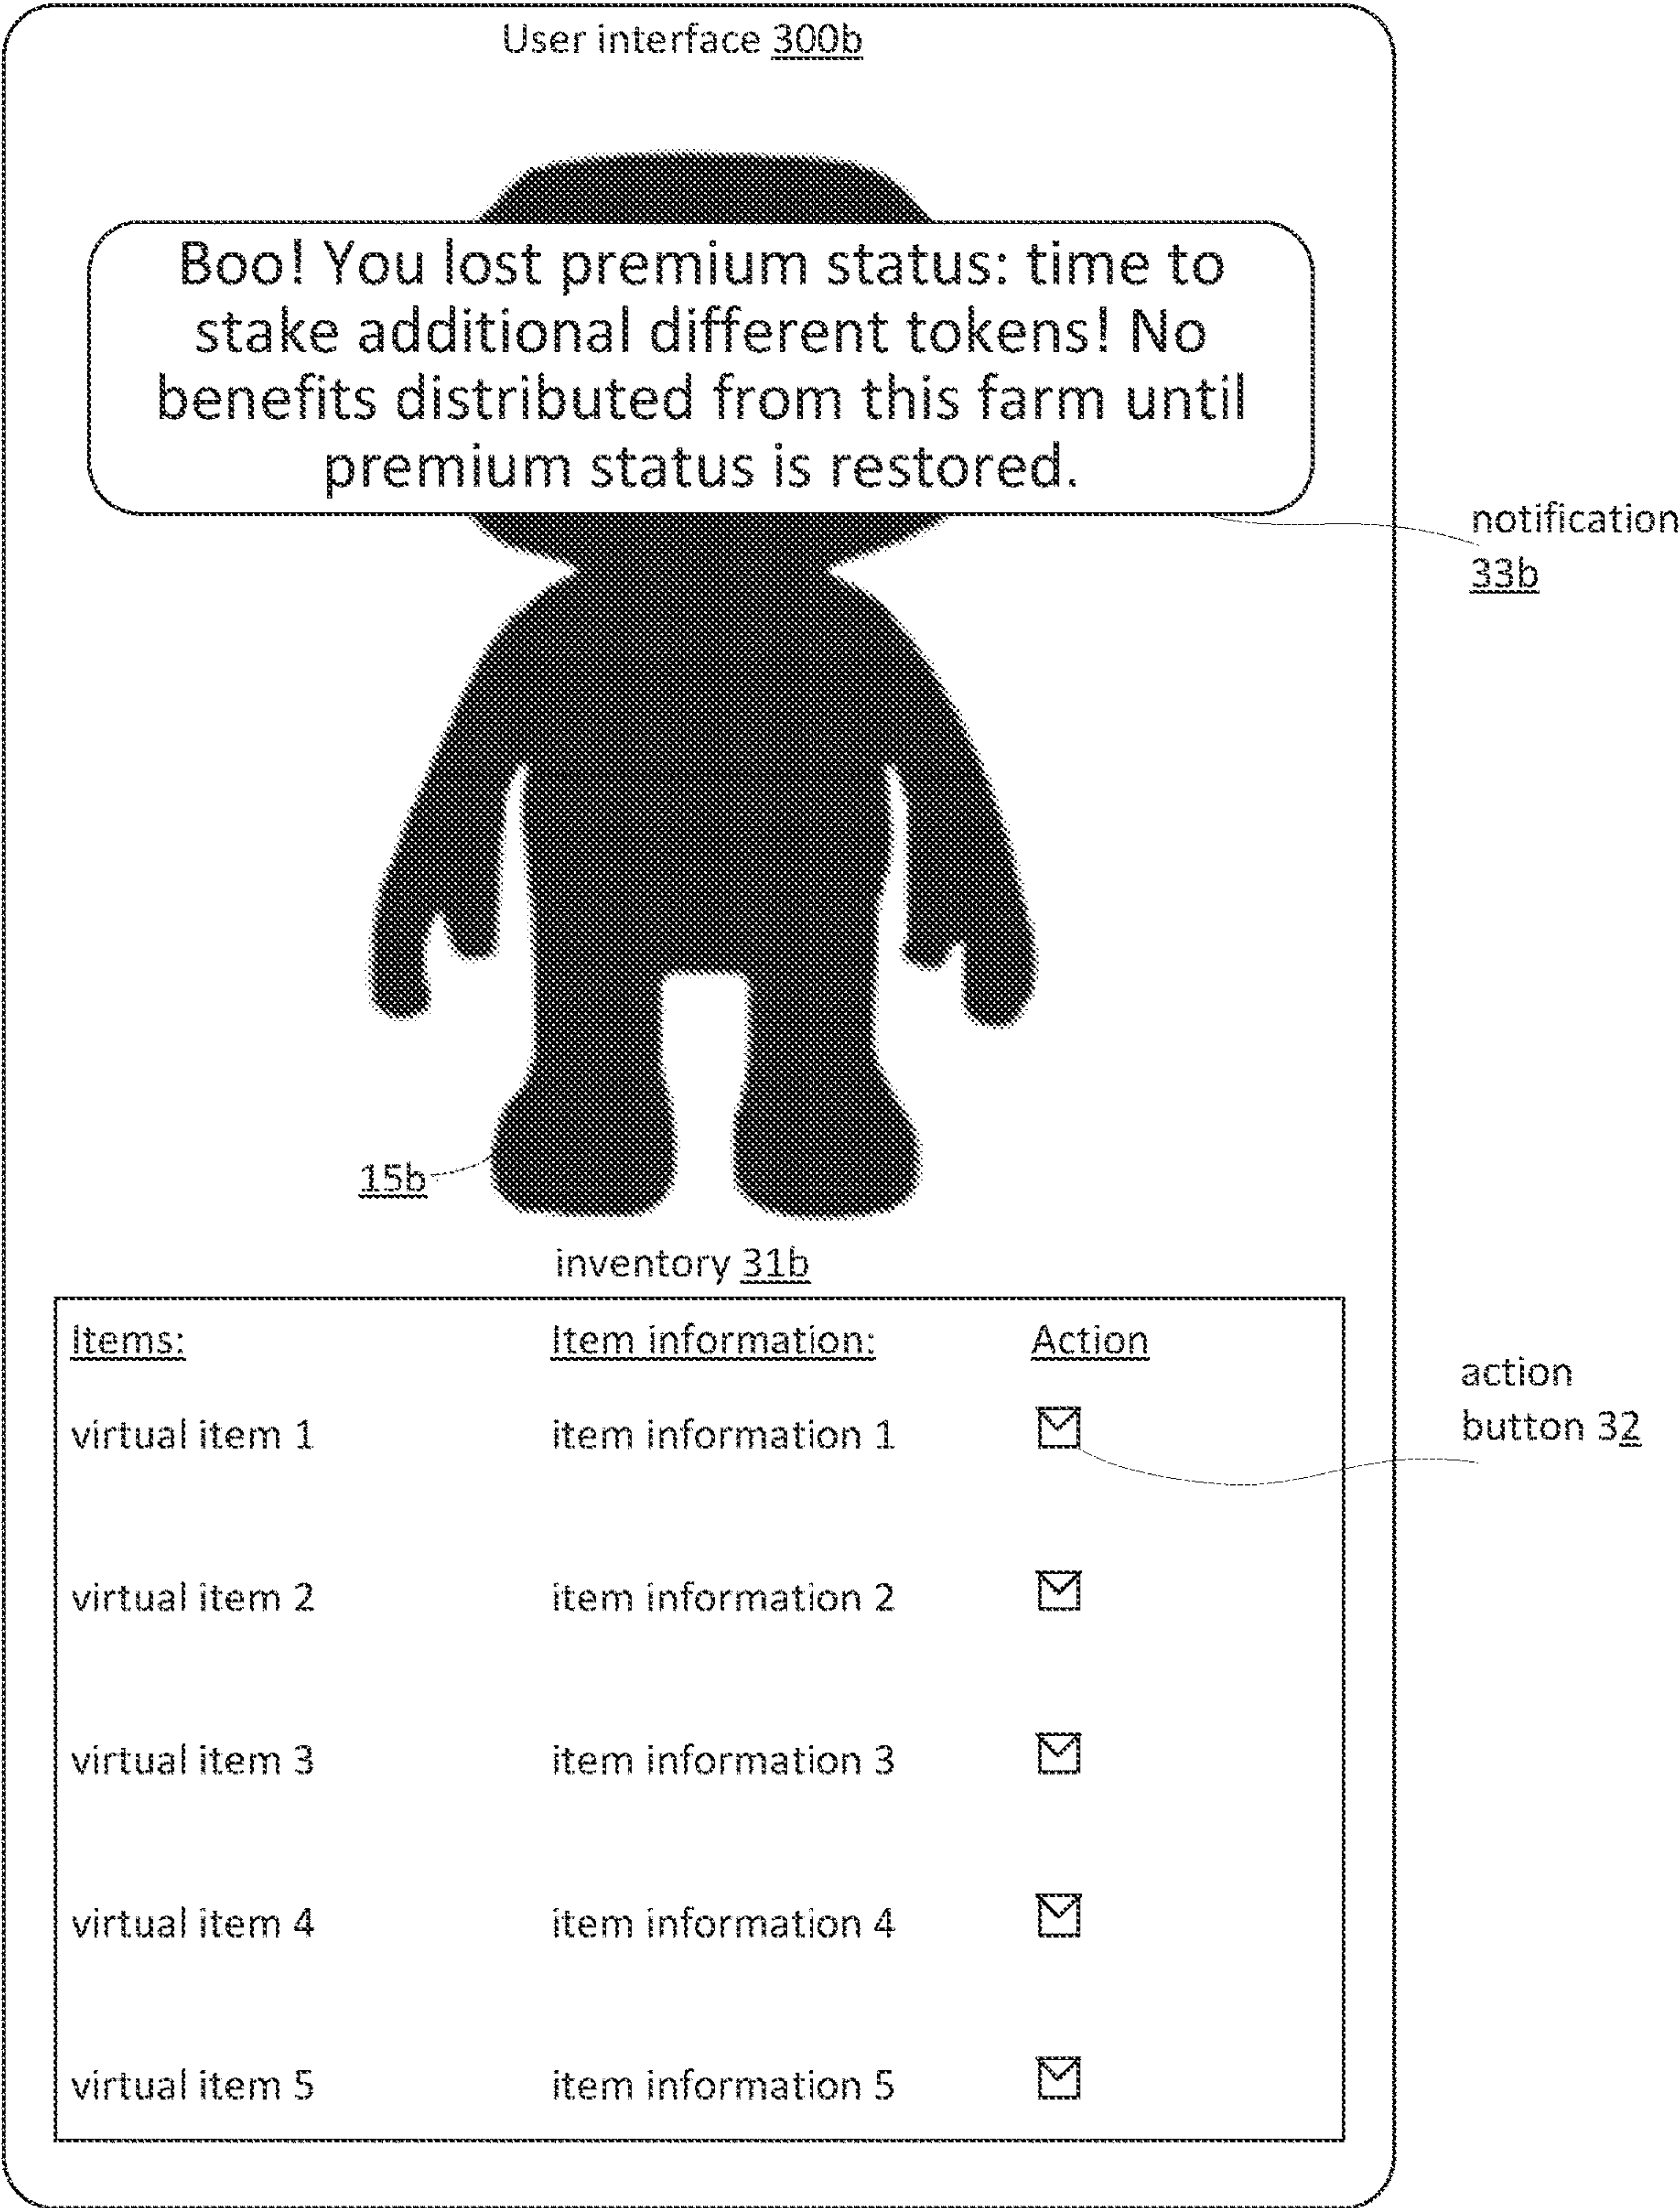 User interface 300b
Boo! You lost premium status: time to
stake additional different tokens! No
benefits distributed from this farm until
premium status is restored.
notification
33b
15b
inventory 31b
Items: Item information: Action
action
button 32
virtual item 1 item information 1
virtual item 2 item information 2
virtual item 3 item information 3
virtual item 4 item information 4
virtual item 5 item information 5